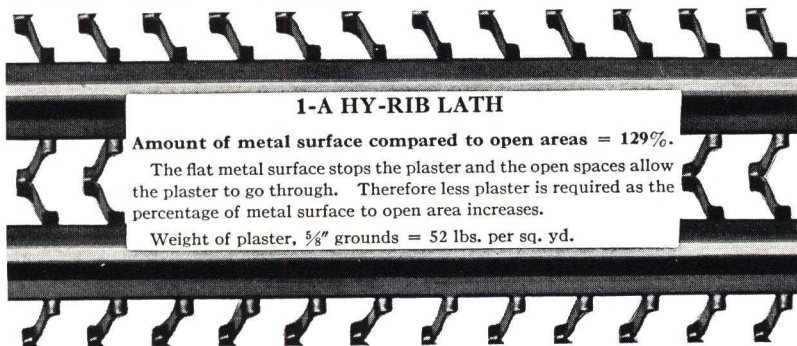 1-A HY-RIB LATH
Amount of metal surface compared to open areas = 129%.
The flat metal surface stops the plaster and the open spaces allow
the plaster to go through. Therefore less plaster is required as the
percentage of metal surface to open area increases.
Weight of plaster, ⅝" grounds = 52 lbs. per sq. yd.